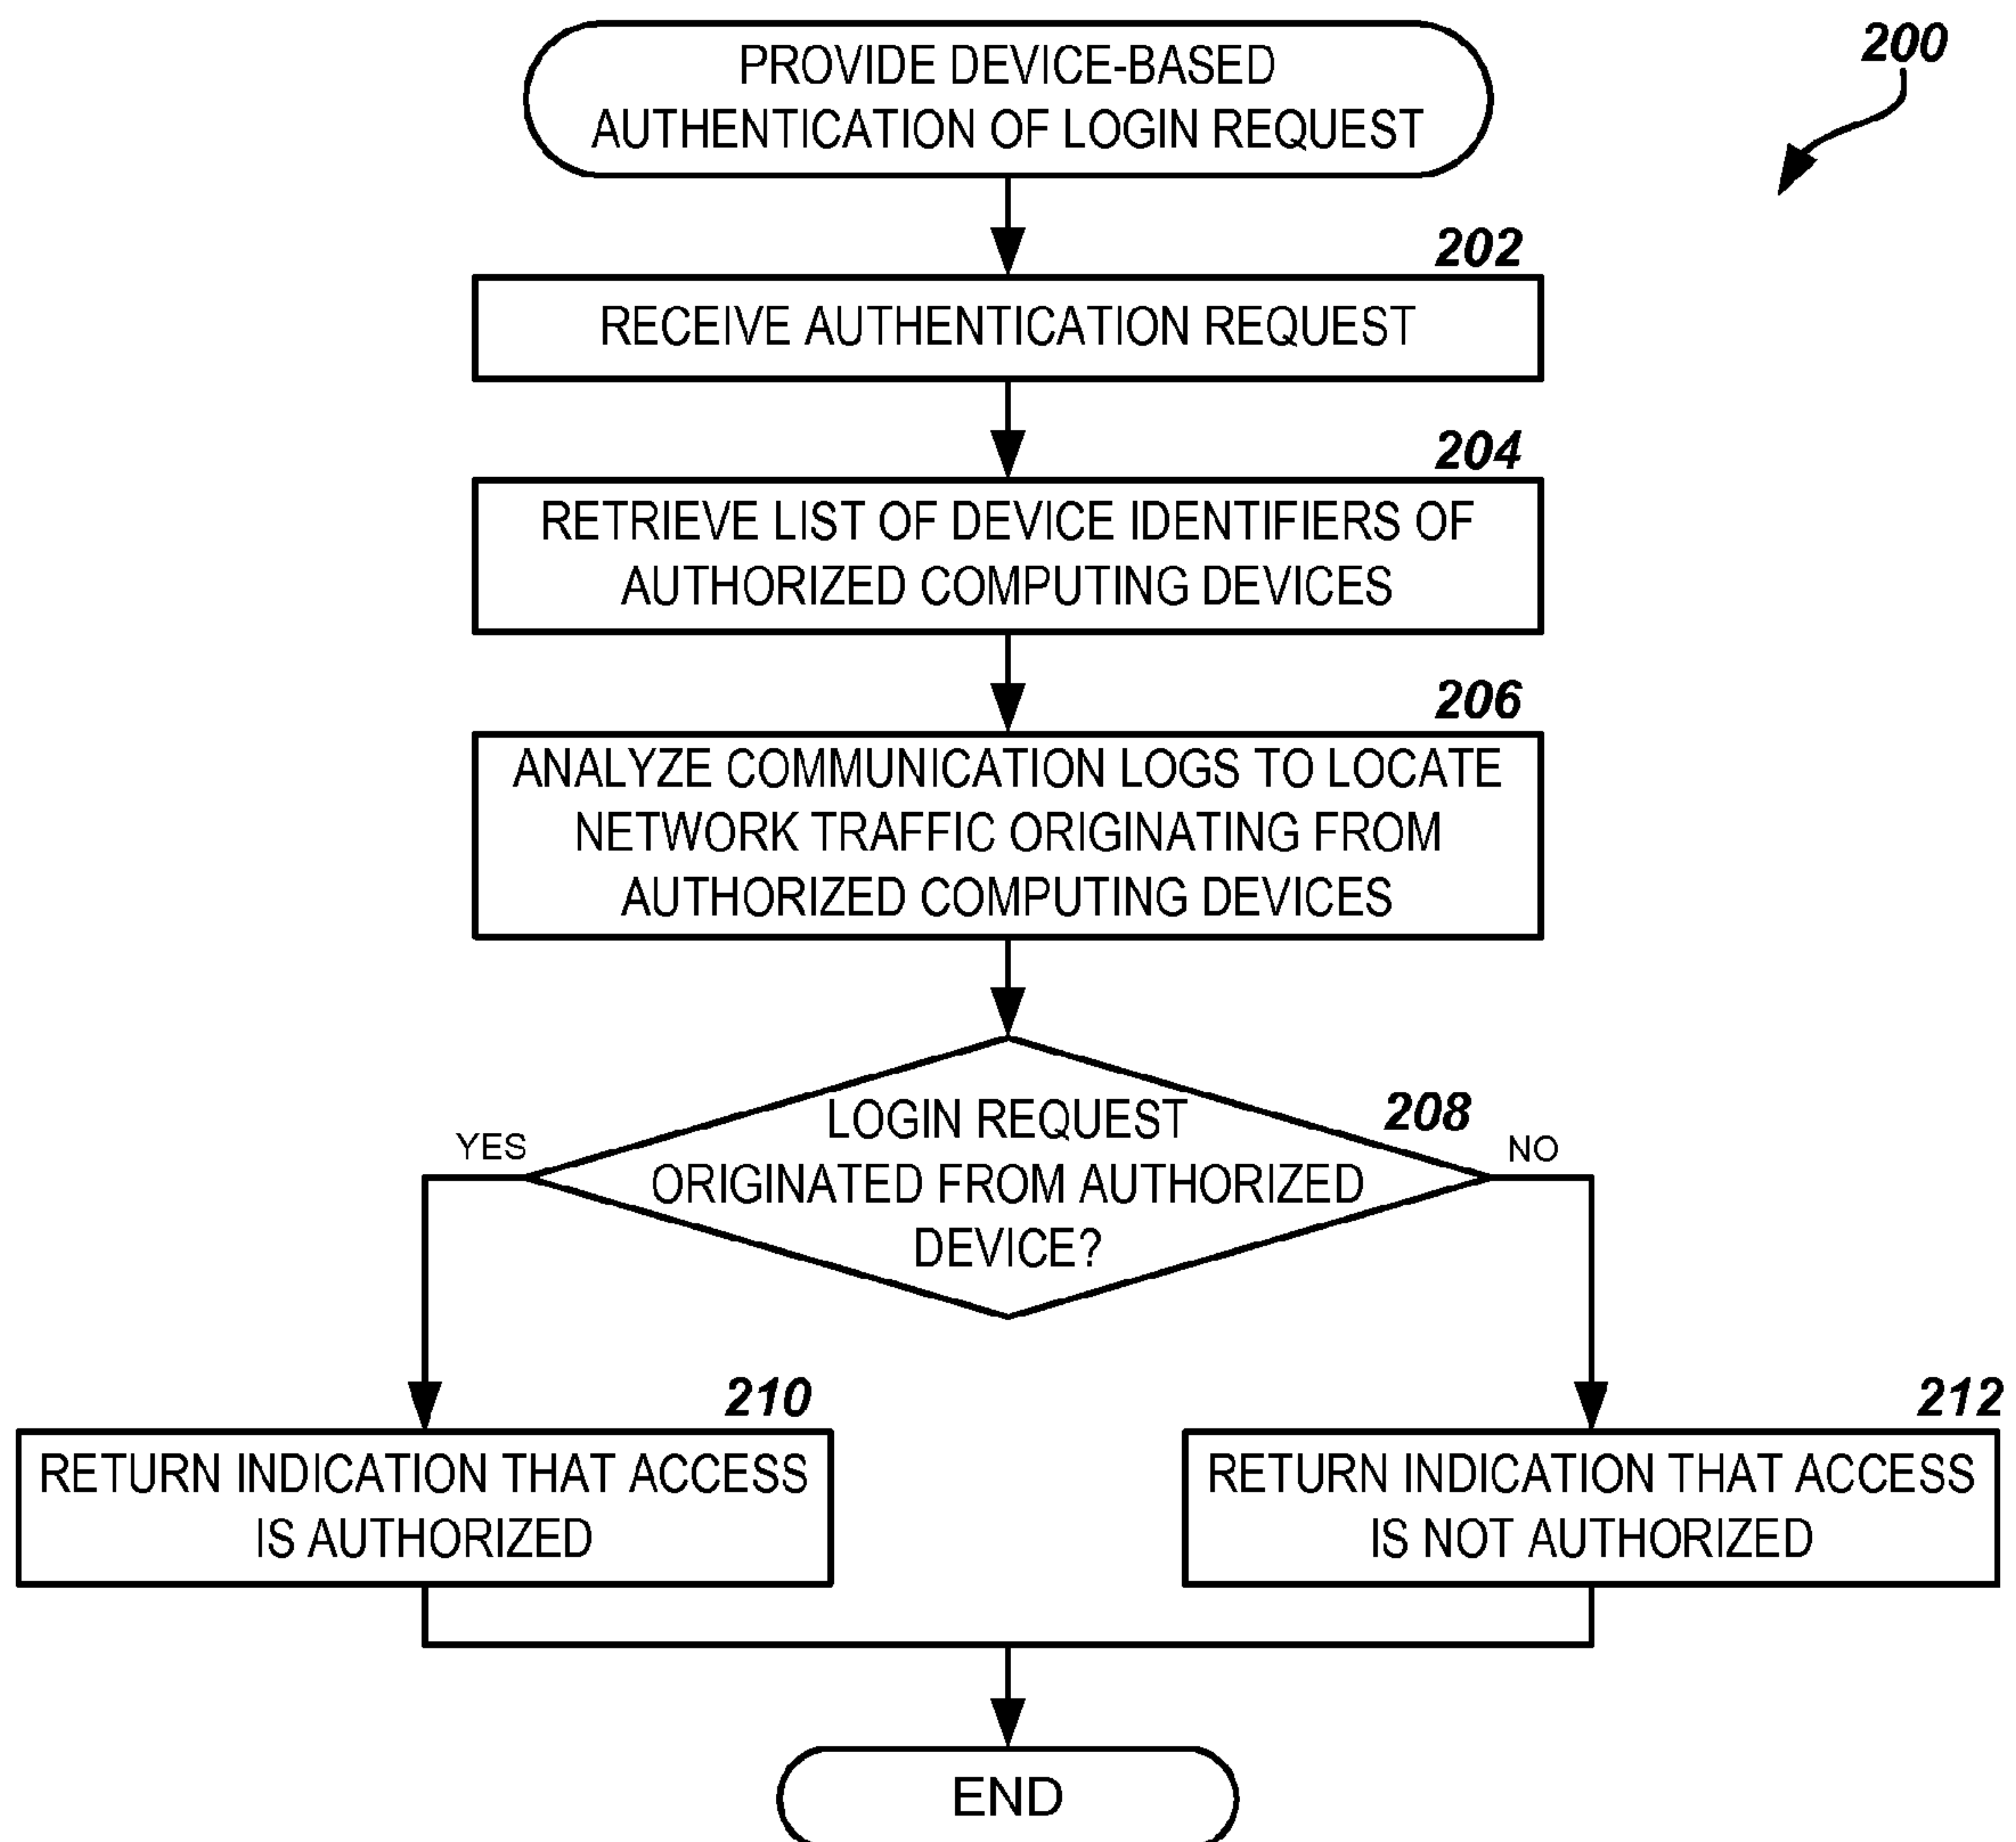 PROVIDE DEVICE-BASED
AUTHENTICATION OF LOGIN REQUEST
200
202
RECEIVE AUTHENTICATION REQUEST
204
RETRIEVE LIST OF DEVICE IDENTIFIERS OF
AUTHORIZED COMPUTING DEVICES
206
ANALYZE COMMUNICATION LOGS TO LOCATE
NETWORK TRAFFIC ORIGINATING FROM
AUTHORIZED COMPUTING DEVICES
208
LOGIN REQUEST
ORIGINATED FROM AUTHORIZED
DEVICE?
YES
NO
210
RETURN INDICATION THAT ACCESS
IS AUTHORIZED
212
RETURN INDICATION THAT ACCESS
IS NOT AUTHORIZED
END